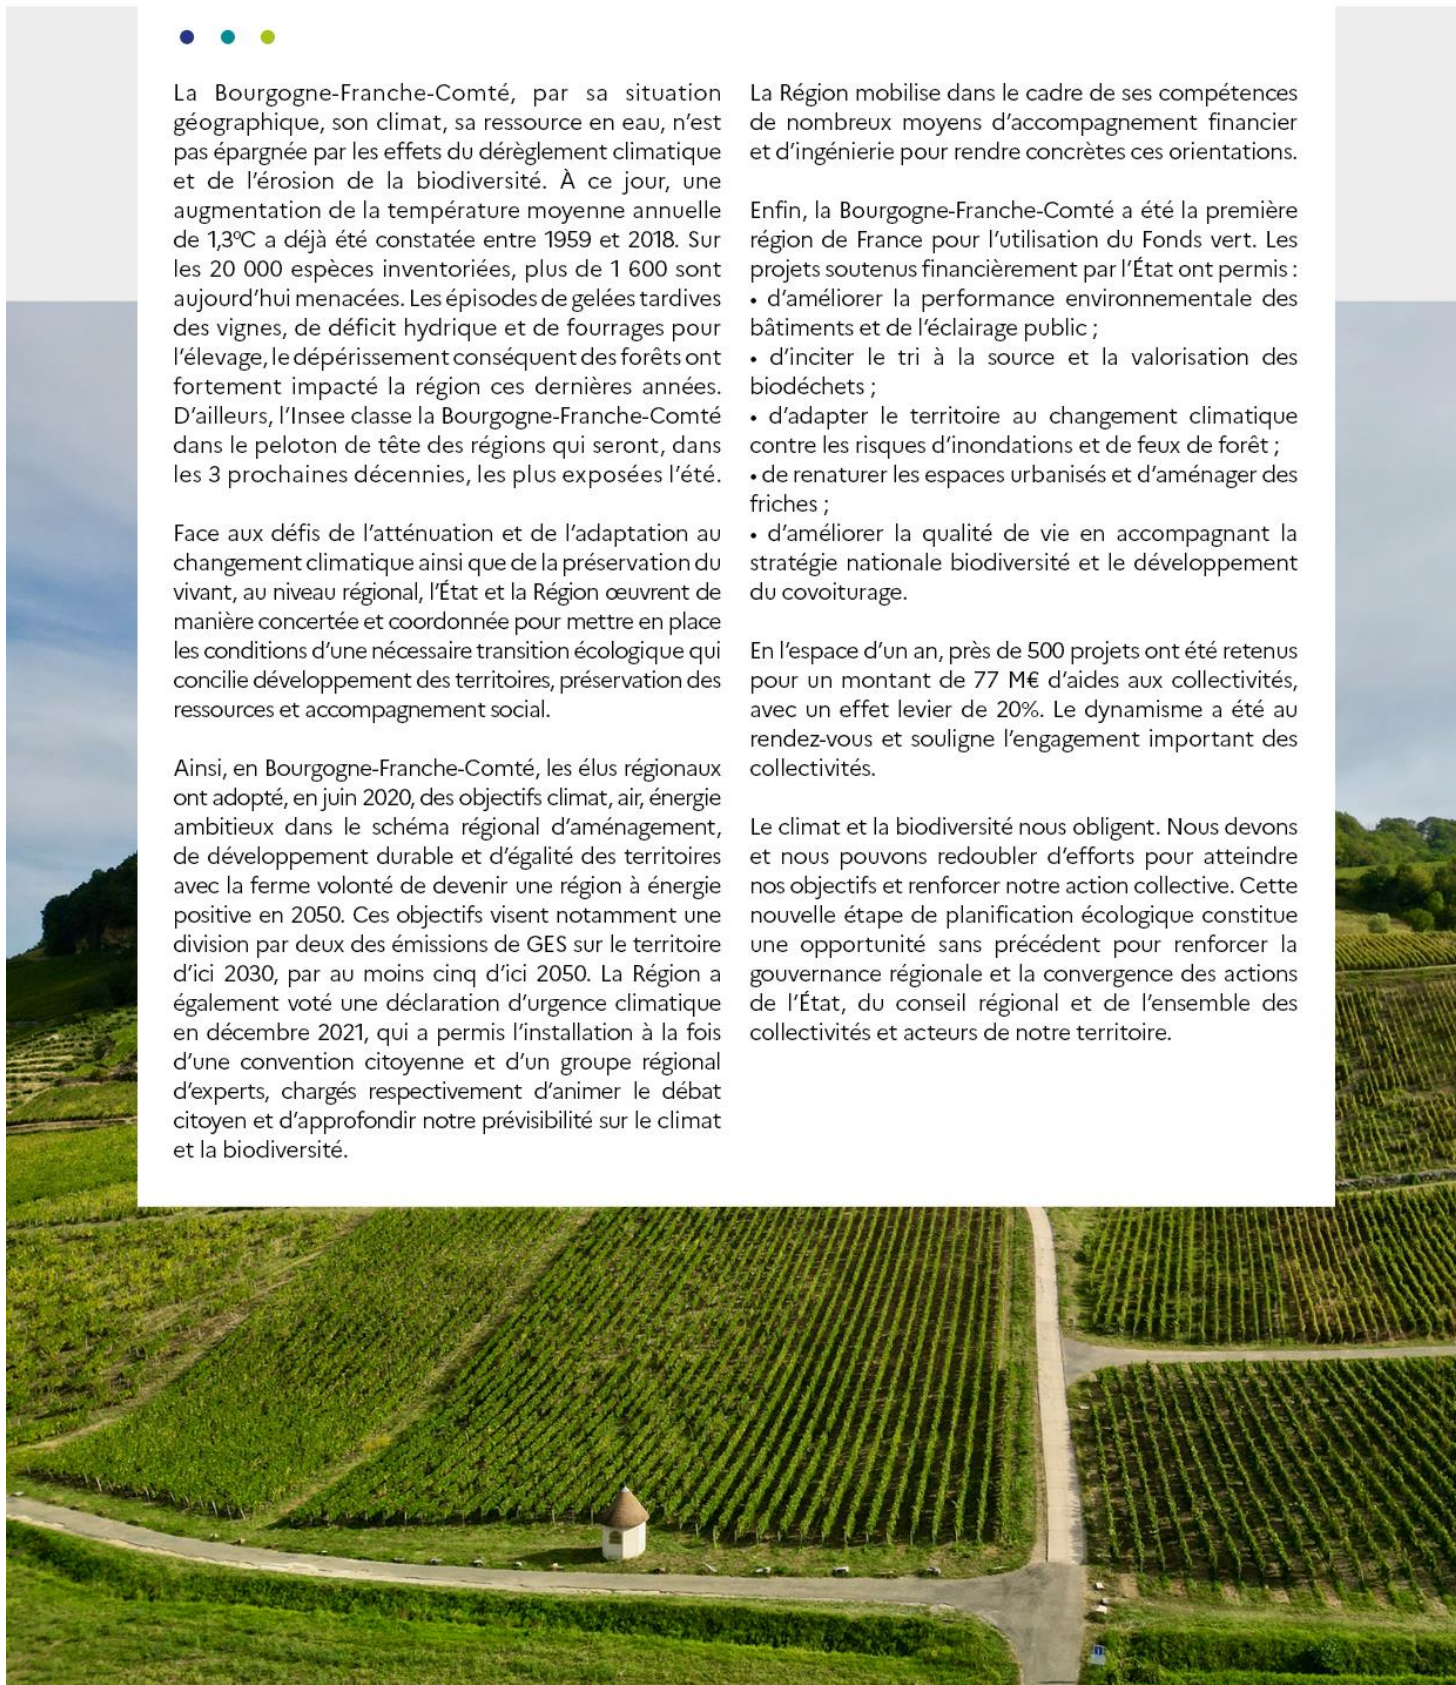 La Bourgogne-Franche-Comté, par sa situation
géographique, son climat, sa ressource en eau, n'est
pas épargnée par les effets du dérèglement climatique
et de l'érosion de la biodiversité. À ce jour, une
augmentation de la température moyenne annuelle
de 1,3°C a déjà été constatée entre 1959 et 2018. Sur
les 20 000 espèces inventoriées, plus de 1 600 sont
aujourd'hui menacées. Les épisodes de gelées tardives
des vignes, de déficit hydrique et de fourrages pour
l'élevage, le dépérissement conséquent des forêts ont
fortement impacté la région ces dernières années.
D'ailleurs, l'Insee classe la Bourgogne-Franche-Comté
dans le peloton de tête des régions qui seront, dans
les 3 prochaines décennies, les plus exposées l'été.
Face aux défis de l'atténuation et de l'adaptation au
changement climatique ainsi que de la préservation du
vivant, au niveau régional, l'État et la Région œuvrent de
manière concertée et coordonnée pour mettre en place
les conditions d'une nécessaire transition écologique qui
concilie développement des territoires, préservation des
ressources et accompagnement social.
Ainsi, en Bourgogne-Franche-Comté, les élus régionaux
ont adopté, en juin 2020, des objectifs climat, air, énergie
ambitieux dans le schéma régional d'aménagement,
de développement durable et d'égalité des territoires
avec la ferme volonté de devenir une région à énergie
positive en 2050. Ces objectifs visent notamment une
division par deux des émissions de GES sur le territoire
d'ici 2030, par au moins cinq d'ici 2050. La Région a
également voté une déclaration d'urgence climatique
en décembre 2021, qui a permis l'installation à la fois
d'une convention citoyenne et d'un groupe régional
d'experts, chargés respectivement d'animer le débat
citoyen et d'approfondir notre prévisibilité sur le climat
et la biodiversité.
La Région mobilise dans le cadre de ses compétences
de nombreux moyens d'accompagnement financier
et d'ingénierie pour rendre concrètes ces orientations.
Enfin, la Bourgogne-Franche-Comté a été la première
région de France pour l'utilisation du Fonds vert. Les
projets soutenus financièrement par l'État ont permis :
• d'améliorer la performance environnementale des
bâtiments et de l'éclairage public ;
• d'inciter le tri à la source et la valorisation des
biodéchets ;
• d'adapter le territoire au changement climatique
contre les risques d'inondations et de feux de forêt ;
• de renaturer les espaces urbanisés et d'aménager des
friches ;
• d'améliorer la qualité de vie en accompagnant la
stratégie nationale biodiversité et le développement
du covoiturage.
En l'espace d'un an, près de 500 projets ont été retenus
pour un montant de 77 M€ d'aides aux collectivités,
avec un effet levier de 20%. Le dynamisme a été au
rendez-vous et souligne l'engagement important des
collectivités.
Le climat et la biodiversité nous obligent. Nous devons
et nous pouvons redoubler d'efforts pour atteindre
nos objectifs et renforcer notre action collective. Cette
nouvelle étape de planification écologique constitue
une opportunité sans précédent pour renforcer la
gouvernance régionale et la convergence des actions
de l'État, du conseil régional et de l'ensemble des
collectivités et acteurs de notre territoire.